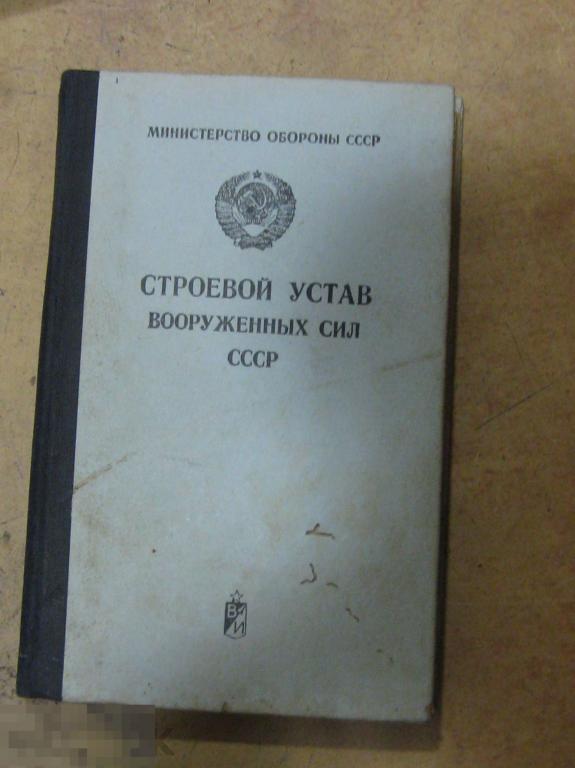 МИНИСТЕРСТВО ОБОРОНЫ СССР
СТРОЕВОЙ УСТАВ
ВООРУЖЕННЫХ СИЛ
СССР
В
И